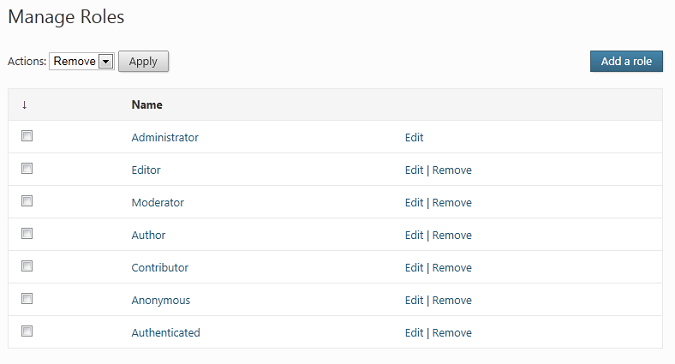 Manage Roles
Actions: Remove Apply Add a role
↓ Name
Administrator Edit
Editor Edit | Remove
Moderator Edit | Remove
Author Edit | Remove
Contributor Edit | Remove
Anonymous Edit | Remove
Authenticated Edit | Remove